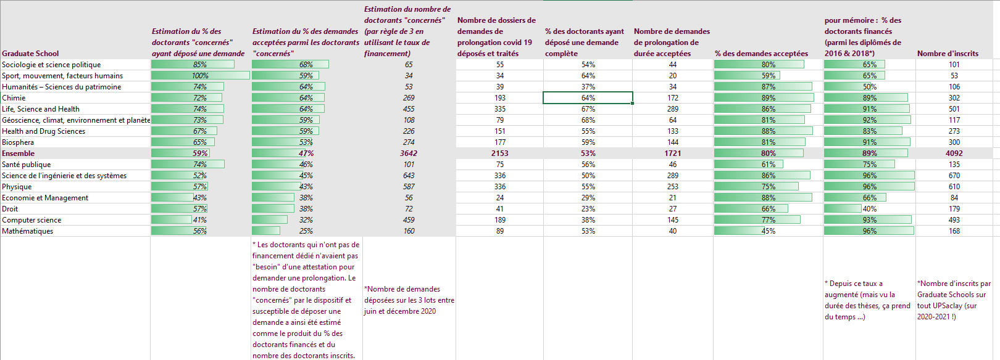 Graduate School
Estimation du % des
doctorants "concernés"
ayant déposé une demande
Estimation du % des demandes
acceptées parmi les doctorants
"concernés"
Estimation du nombre de
doctorants "concernés"
(par règle de 3 en
utilisant le taux de
financement)
Nombre de dossiers de
demandes de
prolongation covid 19
déposés et traités
% des doctorants ayant
déposé une demande
complète
Nombre de demandes
de prolongation de
durée acceptées
% des demandes acceptées
pour mémoire : % des
doctorants financés
(parmi les diplômés de
2016 & 2018*)
Nombre d'inscrits
Sociologie et science politique 85% 68% 65 55 54% 44 80% 65% 101
Sport, mouvement, facteurs humains 100% 59% 34 34 64% 20 59% 65% 53
Humanités – Sciences du patrimoine 74% 64% 53 39 37% 34 87% 50% 106
Chimie 72% 64% 269 193 64% 172 89% 89% 302
Life, Science and Health 74% 64% 455 335 67% 289 86% 91% 501
Géoscience, climat, environnement et planète 73% 59% 108 79 68% 64 81% 92% 117
Health and Drug Sciences 67% 59% 226 151 55% 133 88% 83% 273
Biosphera 65% 53% 274 177 59% 144 81% 91% 300
Ensemble 59% 47% 3642 2153 53% 1721 80% 89% 4092
Santé publique 74% 46% 101 75 56% 46 61% 75% 135
Science de l'ingénierie et des systèmes 52% 45% 643 336 50% 289 86% 96% 670
Physique 57% 43% 587 336 55% 253 75% 96% 610
Economie et Management 43% 38% 56 24 29% 21 88% 66% 84
Droit 57% 38% 72 41 23% 27 66% 40% 179
Computer science 41% 32% 459 189 38% 145 77% 93% 493
Mathématiques 56% 25% 160 89 53% 40 45% 96% 168
* Les doctorants qui n'ont pas de
financement dédié n'avaient pas
"besoin" d'une attestation pour
demander une prolongation. Le
nombre de doctorants
"concernés" par le dispositif et
susceptible de déposer une
demande a ainsi été estimé
comme le produit du % des
doctorants financés et du
nombre des doctorants inscrits.
*Nombre de demandes
déposées sur les 3 lots entre
juin et décembre 2020
* Depuis ce taux a
augmenté (mais vu la
durée des thèses, ça prend
du temps ...)
*Nombre d'inscrits par
Graduate Schools sur
tout UPSaclay (sur
2020-2021 !)